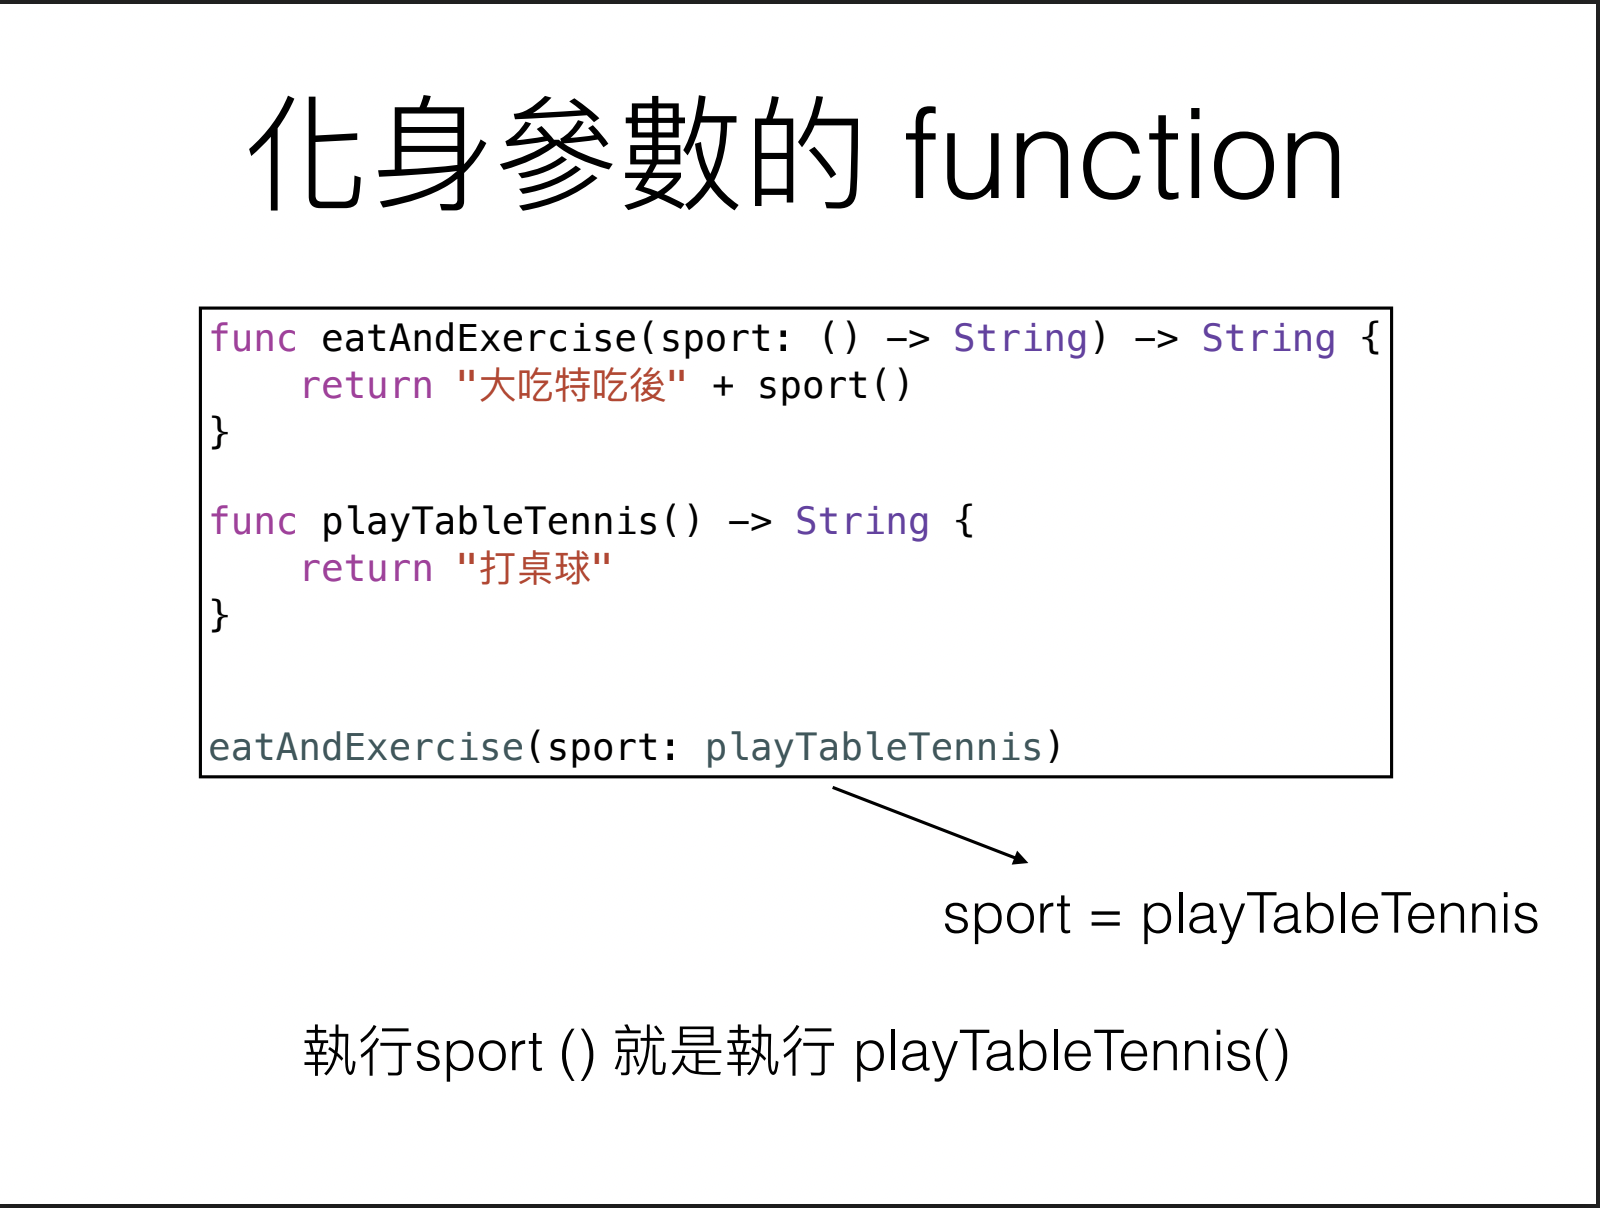 化身參數的 function
func eatAndExercise(sport: () -> String) -> String {
    return "大吃特吃後" + sport()
}
func playTableTennis() -> String {
    return "打桌球"
}
eatAndExercise(sport: playTableTennis)
sport = playTableTennis
執行sport () 就是執行 playTableTennis()